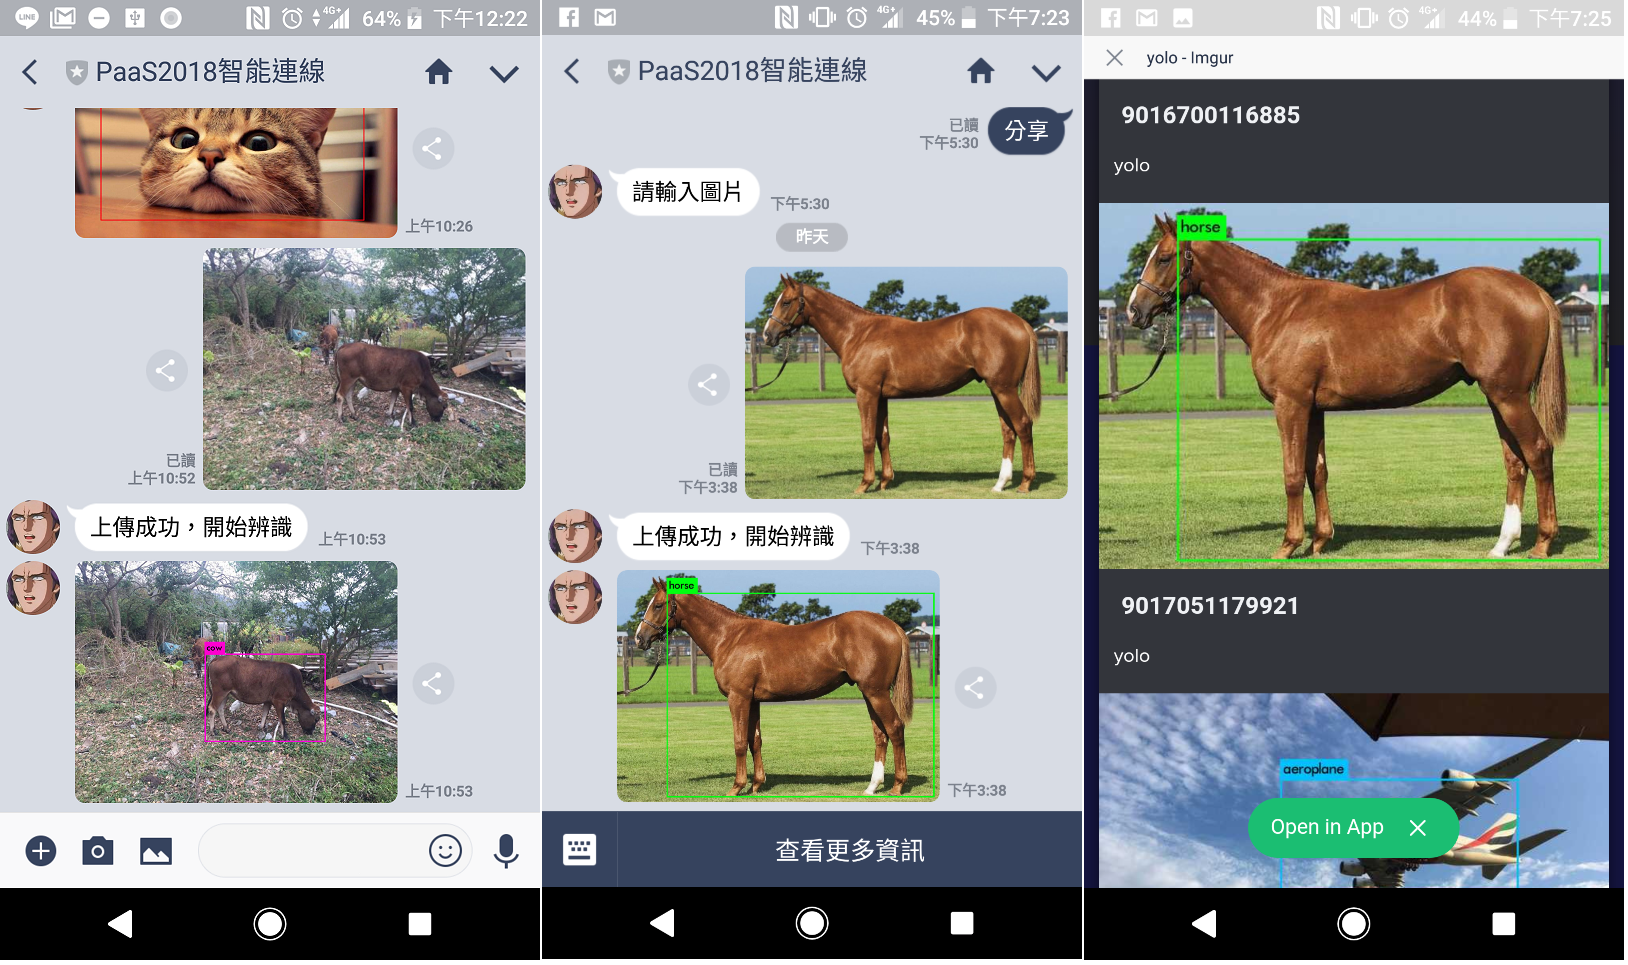 LINE
4G+
64%
下午12:22
PaaS2018智能連線
上午10:26
已讀
上午10:52
上傳成功，開始辨識
上午10:53
cow
上午10:53
4G+
45%
下午7:23
PaaS2018智能連線
已讀
下午5:30
分享
請輸入圖片
下午5:30
昨天
已讀
下午3:38
上傳成功，開始辨識
下午3:38
horse
下午3:38
查看更多資訊
4G+
44%
下午7:25
yolo - Imgur
9016700116885
yolo
horse
9017051179921
yolo
aeroplane
Open in App